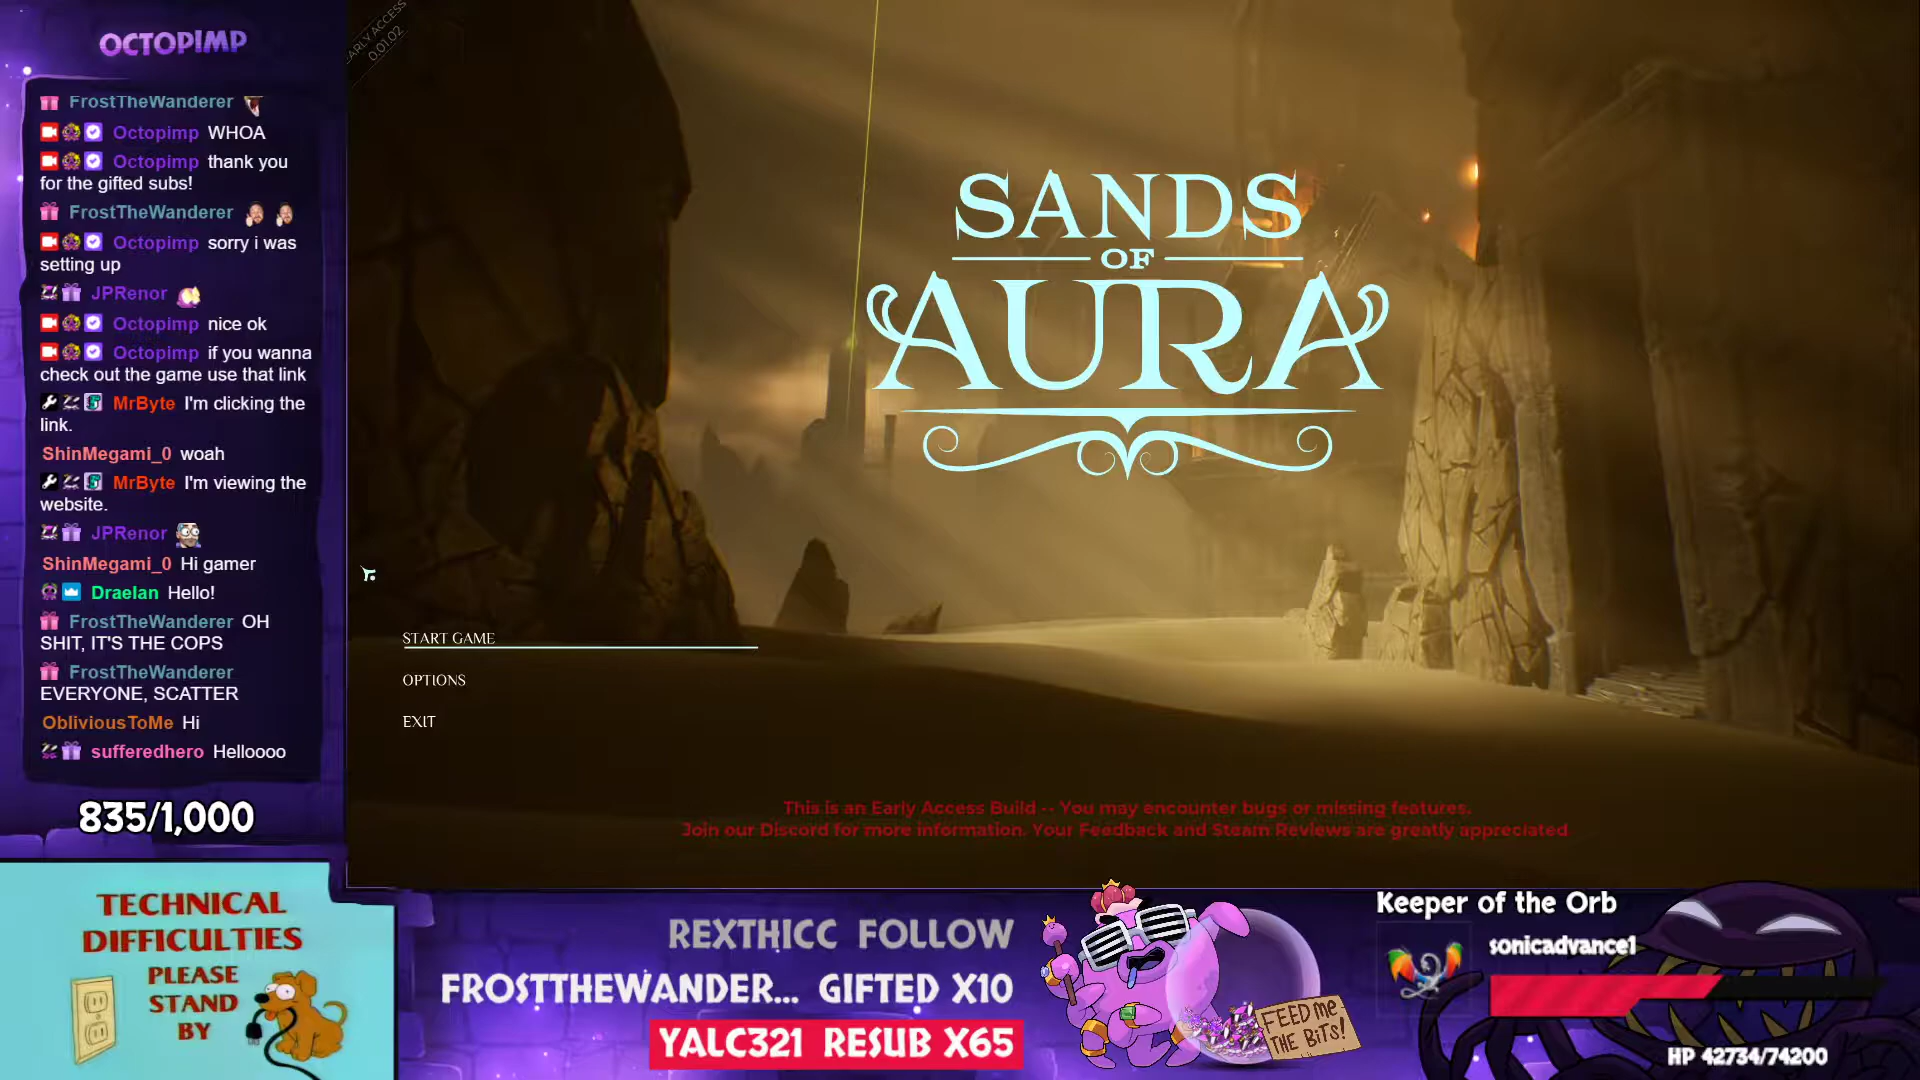 OCTOPIMP
FrostTheWanderer
Octopimp WHOA
Octopimp thank you
for the gifted subs!
FrostTheWanderer
Octopimp sorry i was
setting up
JPRenor
Octopimp nice ok
Octopimp if you wanna
check out the game use that link
MrByte I'm clicking the
link.
ShinMegami_0 woah
MrByte I'm viewing the
website.
JPRenor
ShinMegami_0 Hi gamer
Draelan Hello!
FrostTheWanderer OH
SHIT, IT'S THE COPS
FrostTheWanderer
EVERYONE, SCATTER
ObliviousToMe Hi
sufferedhero Helloooo
835/1,000
TECHNICAL
DIFFICULTIES
PLEASE
STAND
BY
EARLY ACCESS
0.01.02
SANDS
OF
AURA
START GAME
OPTIONS
EXIT
This is an Early Access Build -- You may encounter bugs or missing features.
Join our Discord for more information. Your Feedback and Steam Reviews are greatly appreciated
REXTHICC FOLLOW
FROSTTHEWANDER... GIFTED X10
YALC321 RESUB X65
FEED ME
THE BITS!
Keeper of the Orb
sonicadvance1
HP 42734/74200